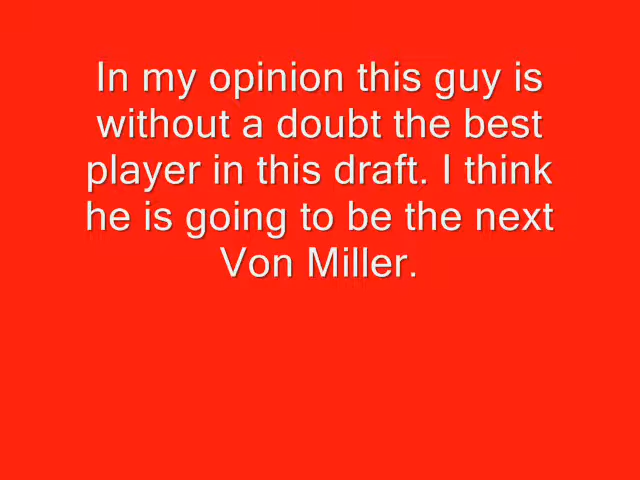 In my opinion this guy is
without a doubt the best
player in this draft. I think
he is going to be the next
Von Miller.